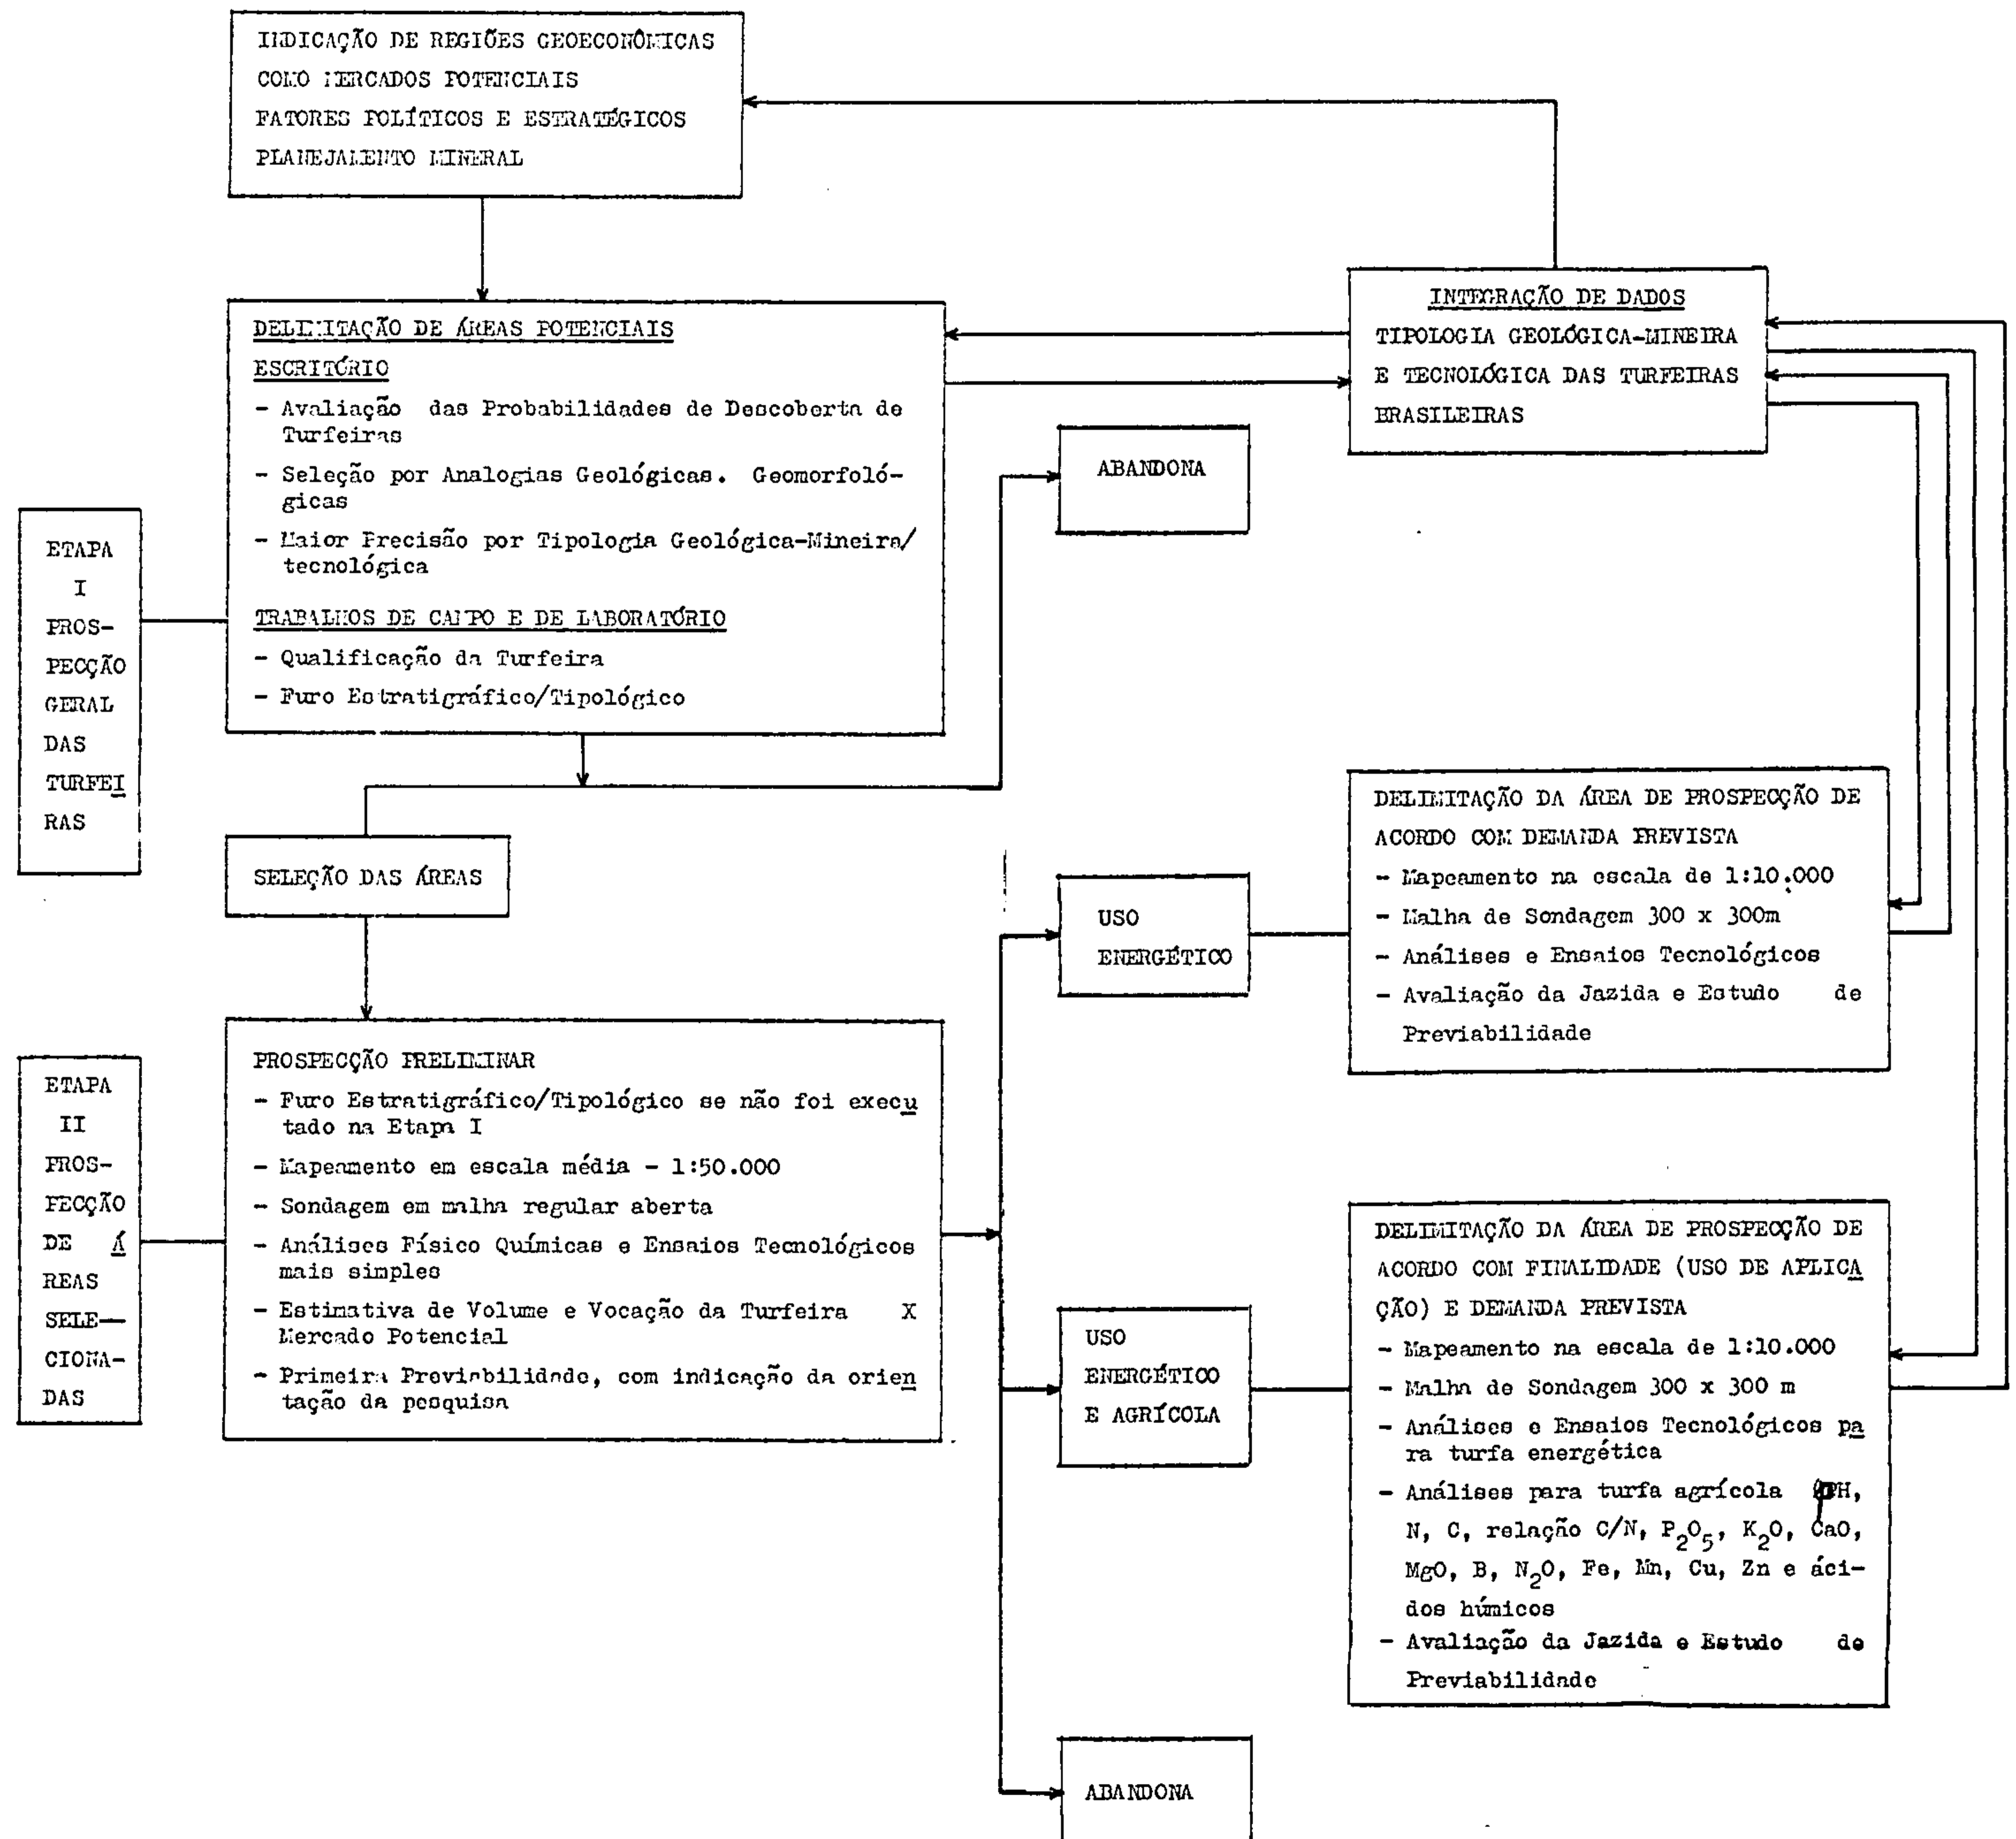 INDICAÇÃO DE REGIÕES GEOECONÔMICAS
COMO MERCADOS POTENCIAIS
FATORES POLÍTICOS E ESTRATÉGICOS
PLANEJAMENTO MINERAL
INTEGRAÇÃO DE DADOS
TIPOLOGIA GEOLÓGICA-MINEIRA
E TECNOLÓGICA DAS TURFEIRAS
BRASILEIRAS
ETAPA
I
PROS-
PECÇÃO
GERAL
DAS
TURFEI
RAS
DELIMITAÇÃO DE ÁREAS POTENCIAIS
ESCRITÓRIO
- Avaliação das Probabilidades de Descoberta de
Turfeiras
- Seleção por Analogias Geológicas. Geomorfoló-
gicas
- Maior Precisão por Tipologia Geológica-Mineira/
tecnológica
TRABALHOS DE CAMPO E DE LABORATÓRIO
- Qualificação da Turfeira
- Furo Estratigráfico/Tipológico
ABANDONA
SELEÇÃO DAS ÁREAS
ETAPA
II
PROS-
PECÇÃO
DE Á
REAS
SELE—
CIONA-
DAS
PROSPECÇÃO PRELIMINAR
- Furo Estratigráfico/Tipológico se não foi execu
tado na Etapa I
- Mapeamento em escala média - 1:50.000
- Sondagem em malha regular aberta
- Análises Físico Químicas e Ensaios Tecnológicos
mais simples
- Estimativa de Volume e Vocação da Turfeira X
Mercado Potencial
- Primeira Previabilidade, com indicação da orien
tação da pesquisa
USO
ENERGÉTICO
DELIMITAÇÃO DA ÁREA DE PROSPECÇÃO DE
ACORDO COM DEMANDA PREVISTA
- Mapeamento na escala de 1:10.000
- Malha de Sondagem 300 x 300m
- Análises e Ensaios Tecnológicos
- Avaliação da Jazida e Estudo de
Previabilidade
USO
ENERGÉTICO
E AGRÍCOLA
DELIMITAÇÃO DA ÁREA DE PROSPECÇÃO DE
ACORDO COM FINALIDADE (USO DE APLICA
ÇÃO) E DEMANDA PREVISTA
- Mapeamento na escala de 1:10.000
- Malha de Sondagem 300 x 300 m
- Análises e Ensaios Tecnológicos pa
ra turfa energética
- Análises para turfa agrícola PH,
N, C, relação C/N, P₂O₅, K₂O, CaO,
MgO, B, N₂O, Fe, Mn, Cu, Zn e áci-
dos húmicos
- Avaliação da Jazida e Estudo de
Previabilidade
ABANDONA